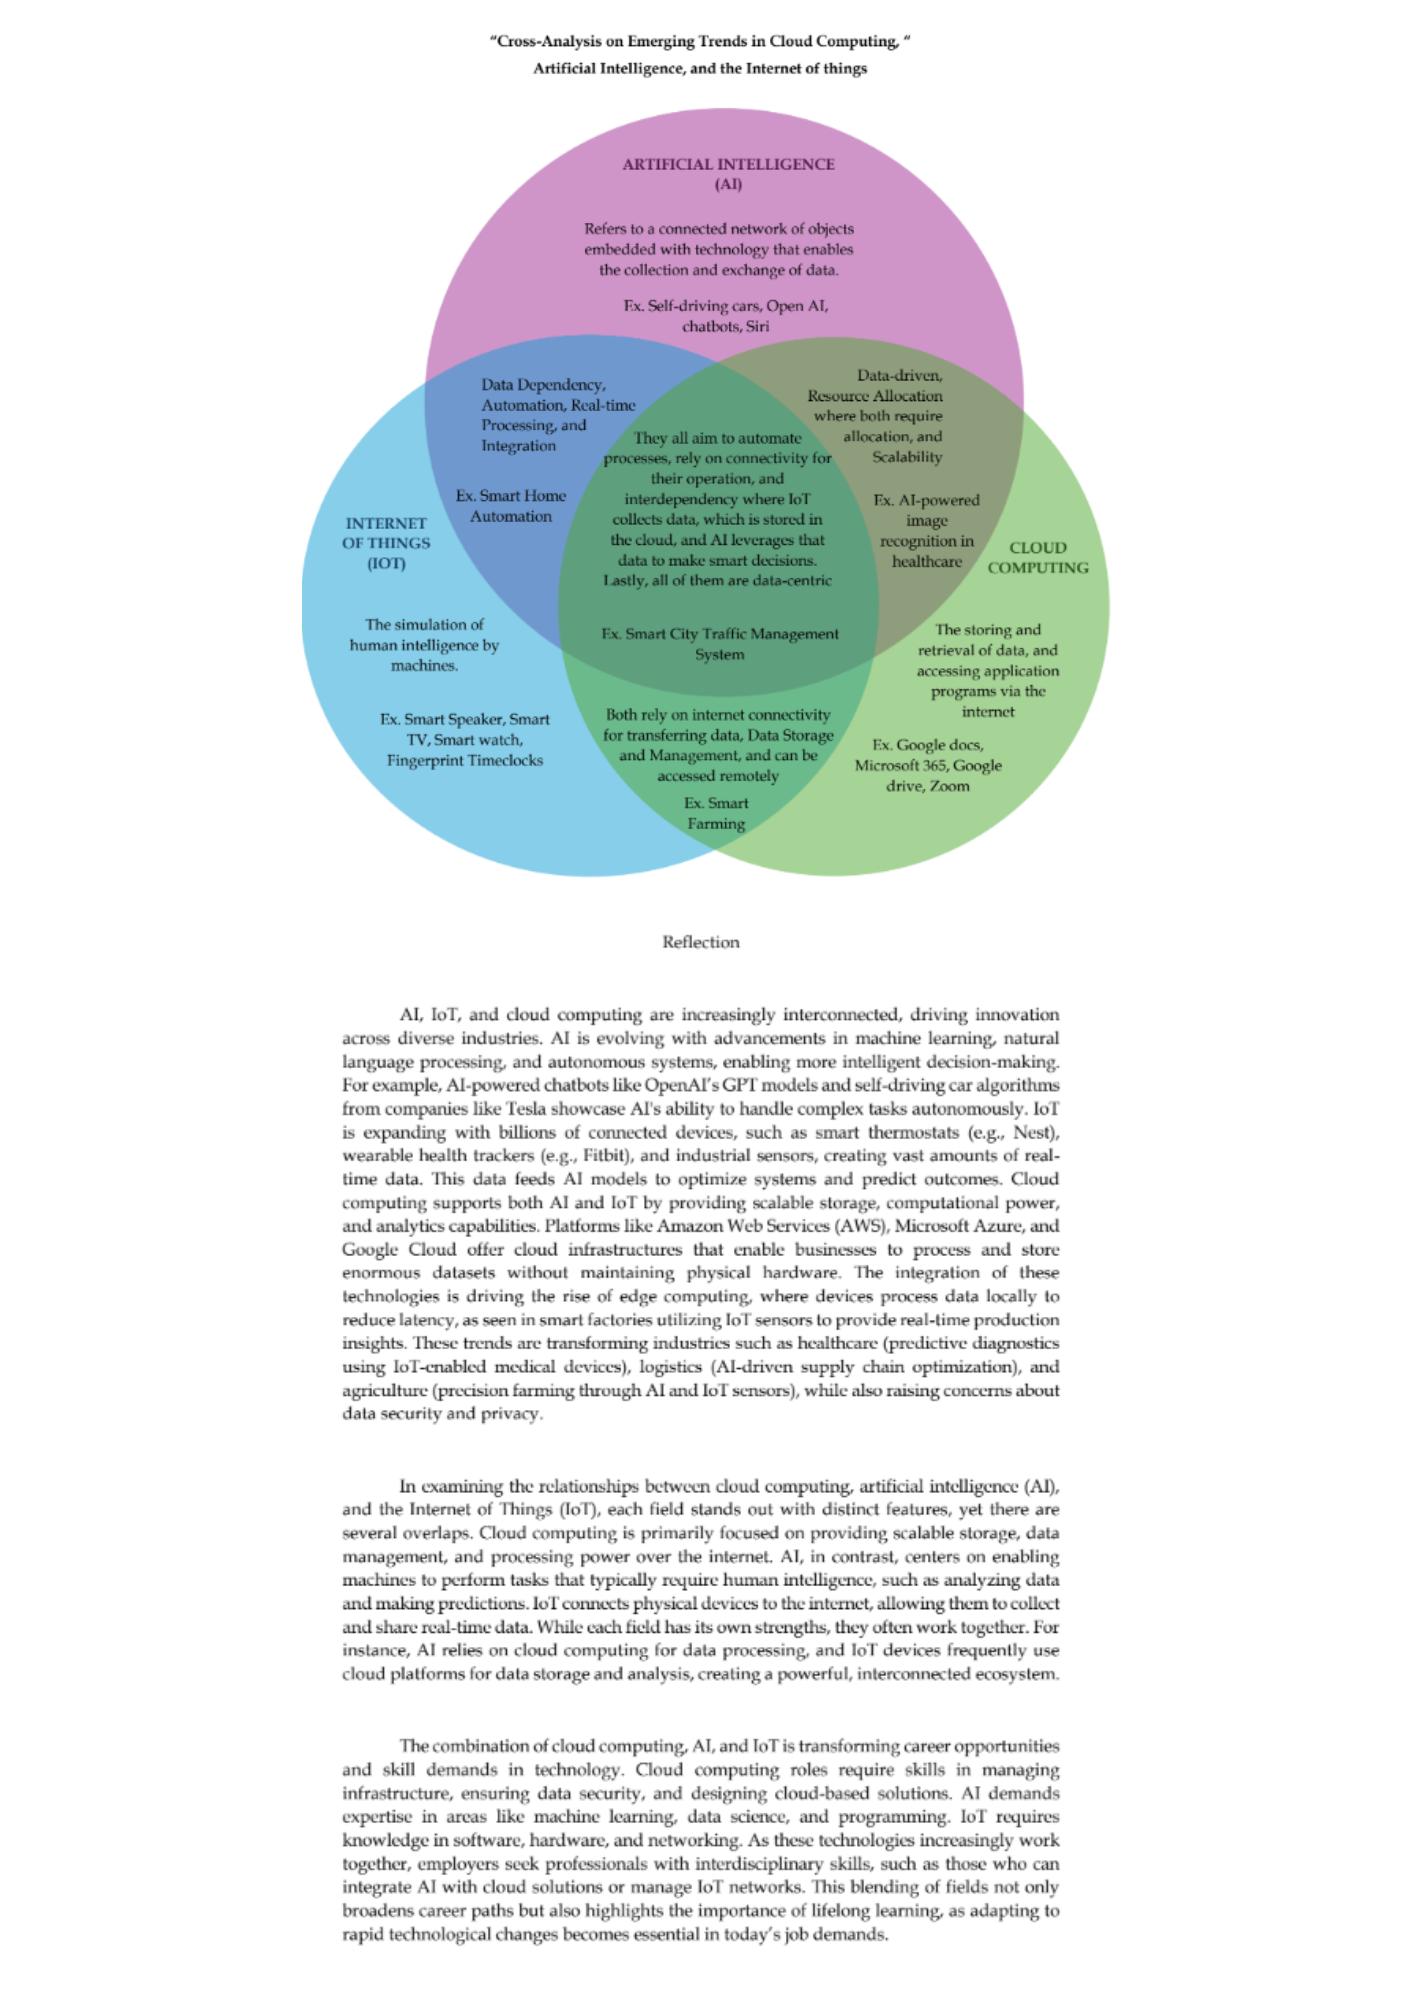 “Cross-Analysis on Emerging Trends in Cloud Computing, “
Artificial Intelligence, and the Internet of things
ARTIFICIAL INTELLIGENCE
(AI)
Refers to a connected network of objects
embedded with technology that enables
the collection and exchange of data.
Ex. Self-driving cars, Open AI,
chatbots, Siri
Data Dependency,
Automation, Real-time
Processing, and
Integration
Ex. Smart Home
Automation
Data-driven,
Resource Allocation
where both require
allocation, and
Scalability
Ex. AI-powered
image
recognition in
healthcare
They all aim to automate
processes, rely on connectivity for
their operation, and
interdependency where IoT
collects data, which is stored in
the cloud, and AI leverages that
data to make smart decisions.
Lastly, all of them are data-centric
Ex. Smart City Traffic Management
System
INTERNET
OF THINGS
(IOT)
The simulation of
human intelligence by
machines.
Ex. Smart Speaker, Smart
TV, Smart watch,
Fingerprint Timeclocks
CLOUD
COMPUTING
The storing and
retrieval of data, and
accessing application
programs via the
internet
Ex. Google docs,
Microsoft 365, Google
drive, Zoom
Both rely on internet connectivity
for transferring data, Data Storage
and Management, and can be
accessed remotely
Ex. Smart
Farming
Reflection
AI, IoT, and cloud computing are increasingly interconnected, driving innovation
across diverse industries. AI is evolving with advancements in machine learning, natural
language processing, and autonomous systems, enabling more intelligent decision-making.
For example, AI-powered chatbots like OpenAI’s GPT models and self-driving car algorithms
from companies like Tesla showcase AI's ability to handle complex tasks autonomously. IoT
is expanding with billions of connected devices, such as smart thermostats (e.g., Nest),
wearable health trackers (e.g., Fitbit), and industrial sensors, creating vast amounts of real-
time data. This data feeds AI models to optimize systems and predict outcomes. Cloud
computing supports both AI and IoT by providing scalable storage, computational power,
and analytics capabilities. Platforms like Amazon Web Services (AWS), Microsoft Azure, and
Google Cloud offer cloud infrastructures that enable businesses to process and store
enormous datasets without maintaining physical hardware. The integration of these
technologies is driving the rise of edge computing, where devices process data locally to
reduce latency, as seen in smart factories utilizing IoT sensors to provide real-time production
insights. These trends are transforming industries such as healthcare (predictive diagnostics
using IoT-enabled medical devices), logistics (AI-driven supply chain optimization), and
agriculture (precision farming through AI and IoT sensors), while also raising concerns about
data security and privacy.
In examining the relationships between cloud computing, artificial intelligence (AI),
and the Internet of Things (IoT), each field stands out with distinct features, yet there are
several overlaps. Cloud computing is primarily focused on providing scalable storage, data
management, and processing power over the internet. AI, in contrast, centers on enabling
machines to perform tasks that typically require human intelligence, such as analyzing data
and making predictions. IoT connects physical devices to the internet, allowing them to collect
and share real-time data. While each field has its own strengths, they often work together. For
instance, AI relies on cloud computing for data processing, and IoT devices frequently use
cloud platforms for data storage and analysis, creating a powerful, interconnected ecosystem.
The combination of cloud computing, AI, and IoT is transforming career opportunities
and skill demands in technology. Cloud computing roles require skills in managing
infrastructure, ensuring data security, and designing cloud-based solutions. AI demands
expertise in areas like machine learning, data science, and programming. IoT requires
knowledge in software, hardware, and networking. As these technologies increasingly work
together, employers seek professionals with interdisciplinary skills, such as those who can
integrate AI with cloud solutions or manage IoT networks. This blending of fields not only
broadens career paths but also highlights the importance of lifelong learning, as adapting to
rapid technological changes becomes essential in today’s job demands.